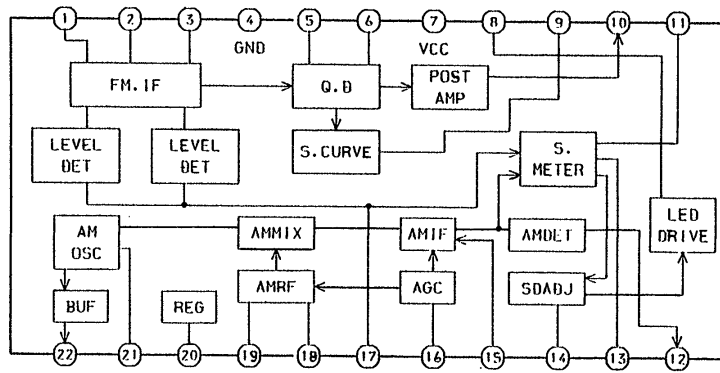 1 2 3 4 5 6 7 8 9 10 11
GND
VCC
FM.IF
Q.D
POST
AMP
LEVEL
DET
LEVEL
DET
S.CURVE
S.
METER
AM
OSC
AMMIX
AMIF
AMDET
LED
DRIVE
BUF
REG
AMRF
AGC
SDADJ
22 21 20 19 18 17 16 15 14 13 12